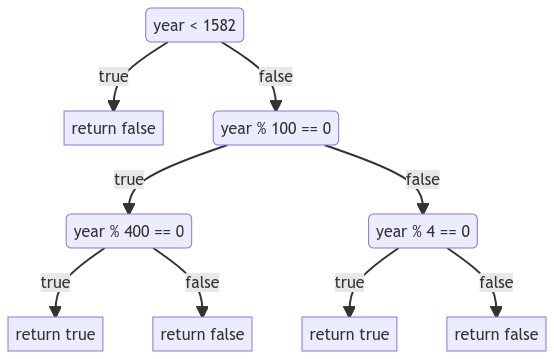 year < 1582
true
false
return false
year % 100 == 0
true
false
year % 400 == 0
year % 4 == 0
true
false
true
false
return true
return false
return true
return false